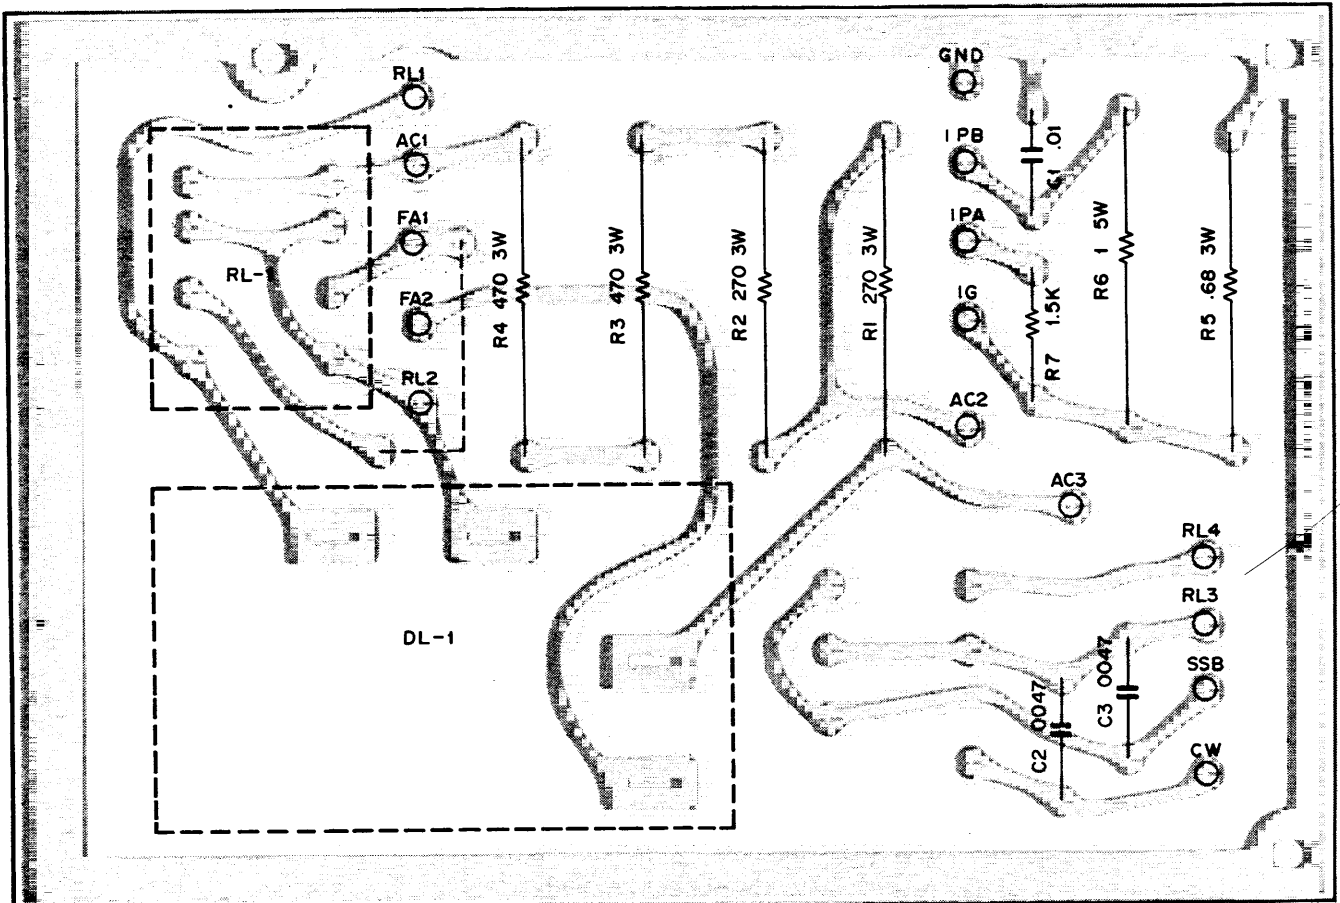 RL1
AC1
FA1
RL-1
FA2
RL2
R4 470 3W
R3 470 3W
R2 270 3W
R1 270 3W
GND
IPB
IPA
IG
C1 .01
R7 1.5K
R6 1 5W
R5 .68 3W
AC2
AC3
RL4
RL3
SSB
CW
C2 .0047
C3 .0047
DL-1